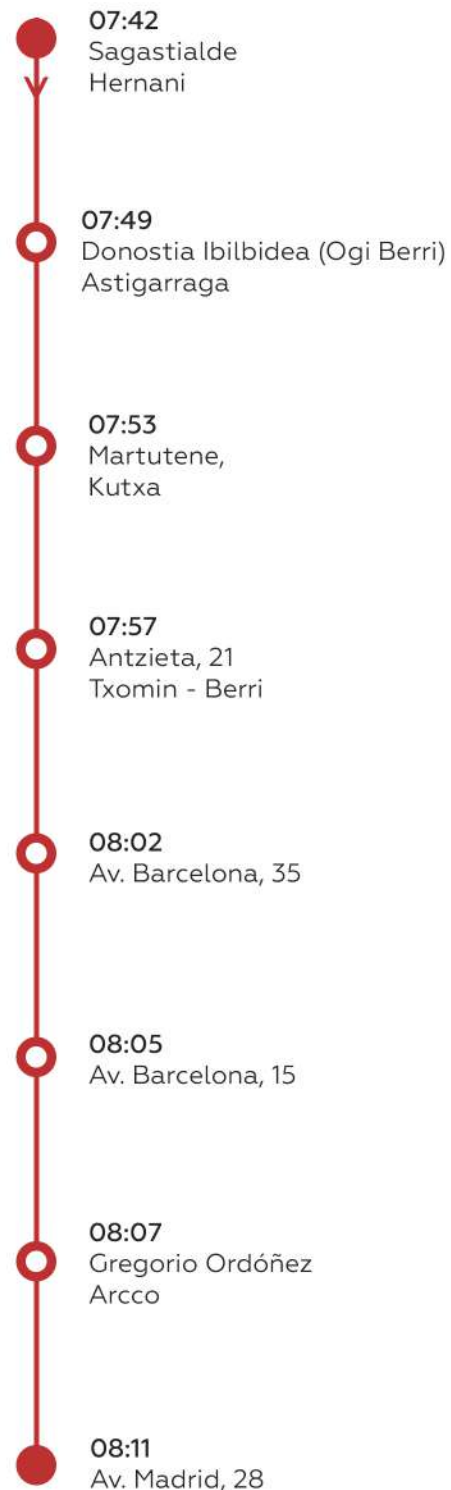 07:42
Sagastialde
Hernani
07:49
Donostia Ibilbidea (Ogi Berri)
Astigarraga
07:53
Martutene,
Kutxa
07:57
Antzieta, 21
Txomin - Berri
08:02
Av. Barcelona, 35
08:05
Av. Barcelona, 15
08:07
Gregorio Ordóñez
Arcco
08:11
Av. Madrid, 28